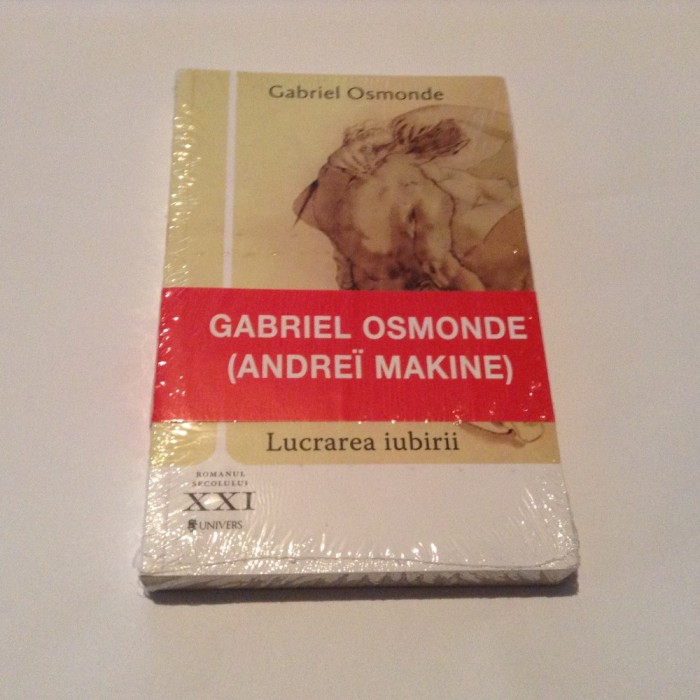 Gabriel Osmonde
GABRIEL OSMONDE
(ANDREÏ MAKINE)
Lucrarea iubirii
ROMANUL
SECOLULUI
XXI
UNIVERS